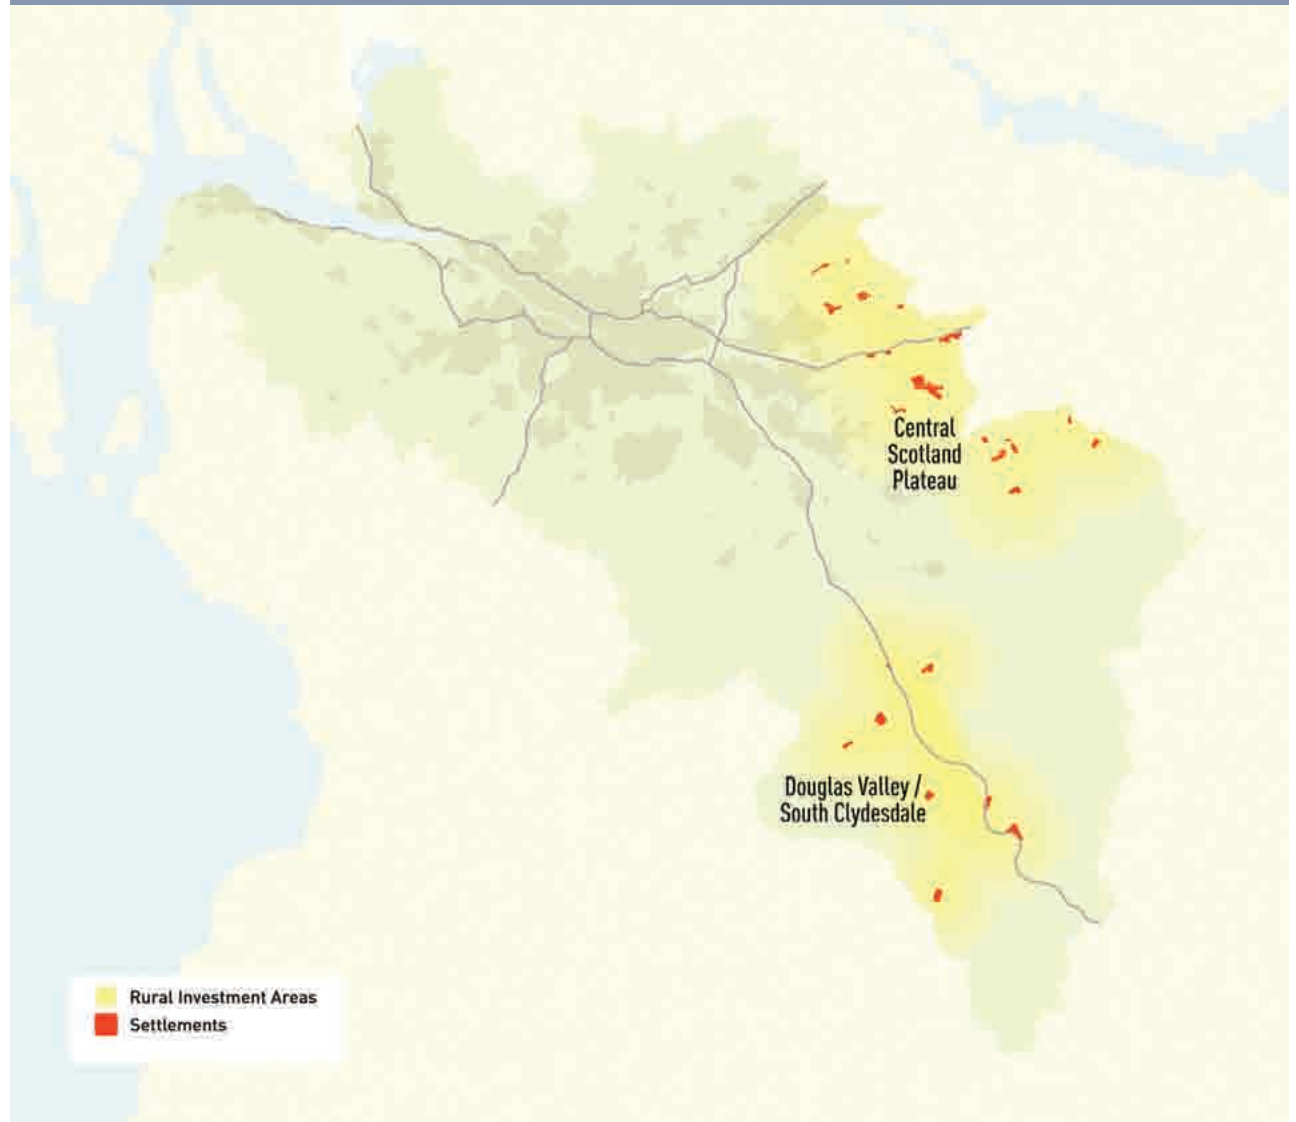 Central
Scotland
Plateau
Douglas Valley /
South Clydesdale
Rural Investment Areas
Settlements